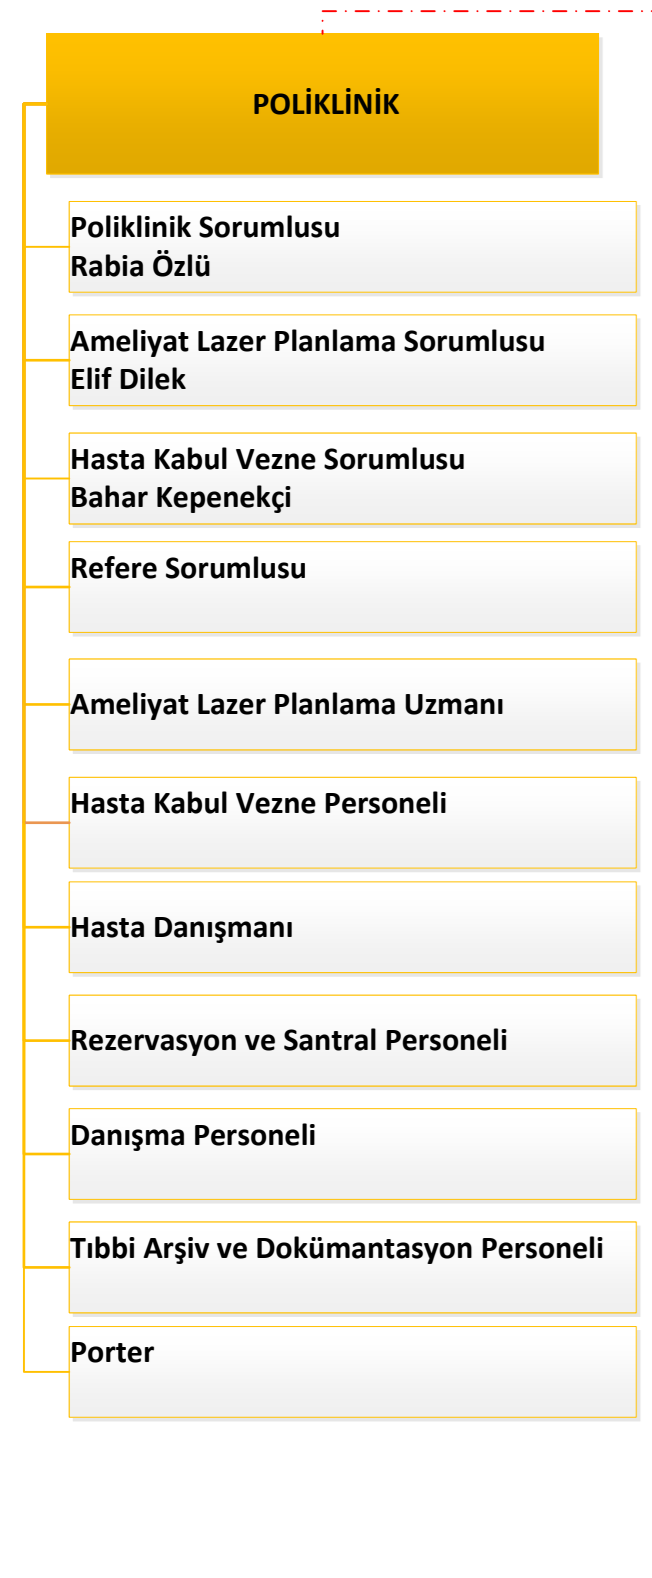 POLİKLİNİK
Poliklinik Sorumlusu
Rabia Özlü
Ameliyat Lazer Planlama Sorumlusu
Elif Dilek
Hasta Kabul Vezne Sorumlusu
Bahar Kepenekçi
Refere Sorumlusu
Ameliyat Lazer Planlama Uzmanı
Hasta Kabul Vezne Personeli
Hasta Danışmanı
Rezervasyon ve Santral Personeli
Danışma Personeli
Tıbbi Arşiv ve Dokümantasyon Personeli
Porter